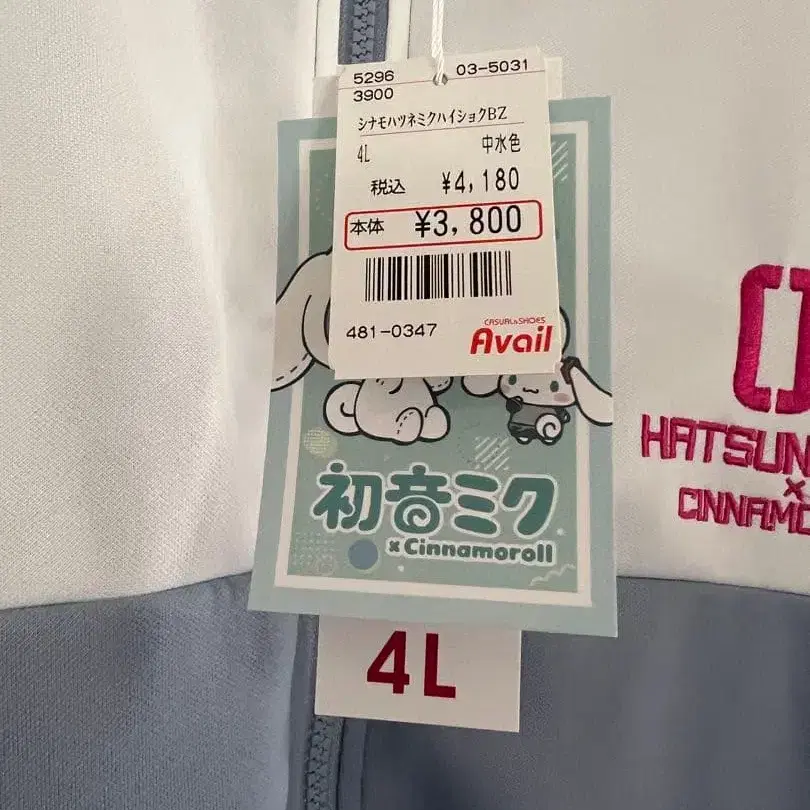 5296 03-5031
3900
シナモハツネミクハイショクBZ
4L 中水色
税込 ¥4,180
本体 ¥3,800
481-0347
CASUAL&SHOES
Avail
初音ミク
×Cinnamoroll
4L
HATSUN
×
CINNAMO